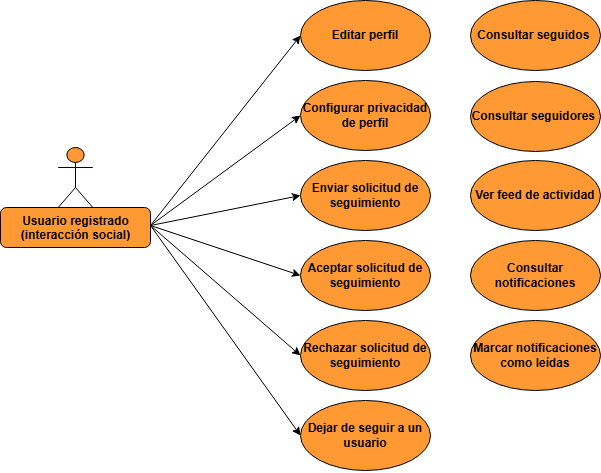 Usuario registrado
(interacción social)
Editar perfil
Configurar privacidad
de perfil
Enviar solicitud de
seguimiento
Aceptar solicitud de
seguimiento
Rechazar solicitud de
seguimiento
Dejar de seguir a un
usuario
Consultar seguidos
Consultar seguidores
Ver feed de actividad
Consultar
notificaciones
Marcar notificaciones
como leídas